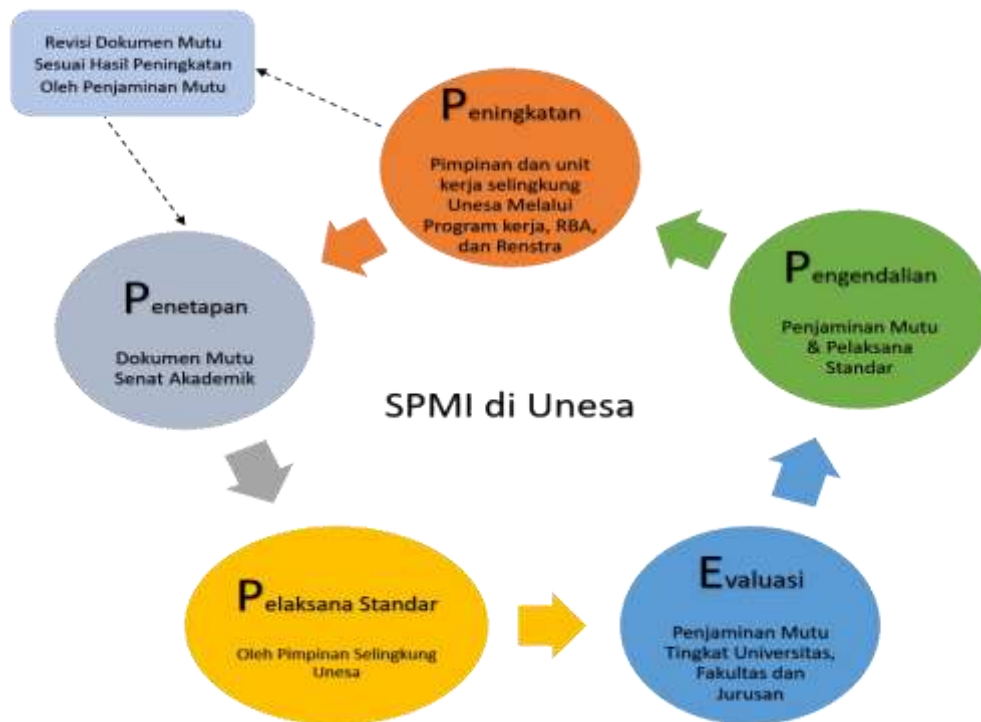 Revisi Dokumen Mutu
Sesuai Hasil Peningkatan
Oleh Penjaminan Mutu
Peningkatan
Pimpinan dan unit
kerja selingkung
Unesa Melalui
Program kerja, RBA,
dan Renstra
Penetapan
Dokumen Mutu
Senat Akademik
Pengendalian
Penjaminan Mutu
& Pelaksana
Standar
SPMI di Unesa
Pelaksana Standar
Oleh Pimpinan Selingkung
Unesa
Evaluasi
Penjaminan Mutu
Tingkat Universitas,
Fakultas dan
Jurusan